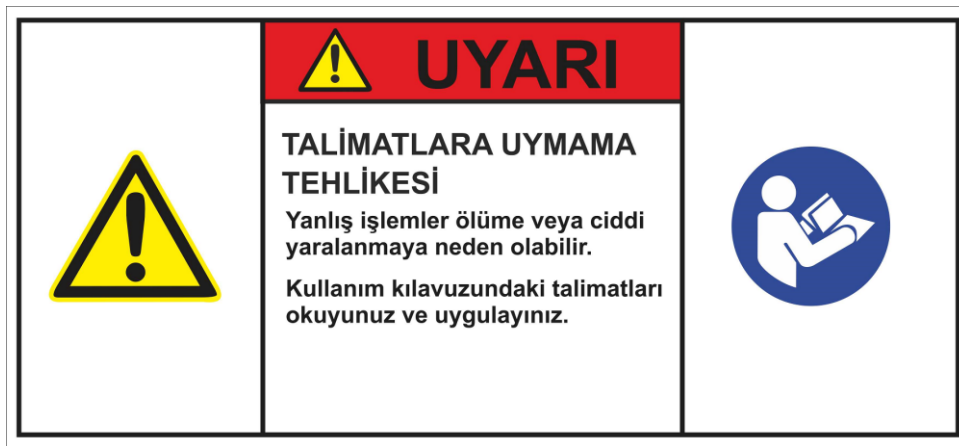 UYARI
TALİMATLARA UYMAMA
TEHLİKESİ
Yanlış işlemler ölüme veya ciddi
yaralanmaya neden olabilir.
Kullanım kılavuzundaki talimatları
okuyunuz ve uygulayınız.